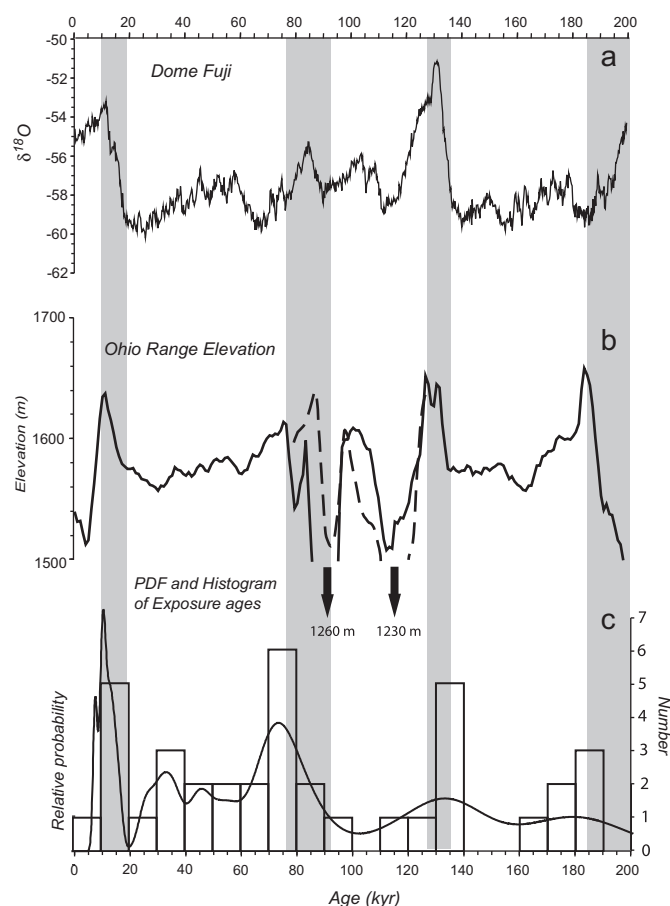 0 20 40 60 80 100 120 140 160 180 200
-50
a
Dome Fuji
-52
-54
δ18O
-56
-58
-60
-62
1700
b
Ohio Range Elevation
Elevation (m)
1600
1500
PDF and Histogram
of Exposure ages
1260 m
1230 m
c
7
6
5
4
3
2
1
0
Relative probability
Number
0 20 40 60 80 100 120 140 160 180 200
Age (kyr)